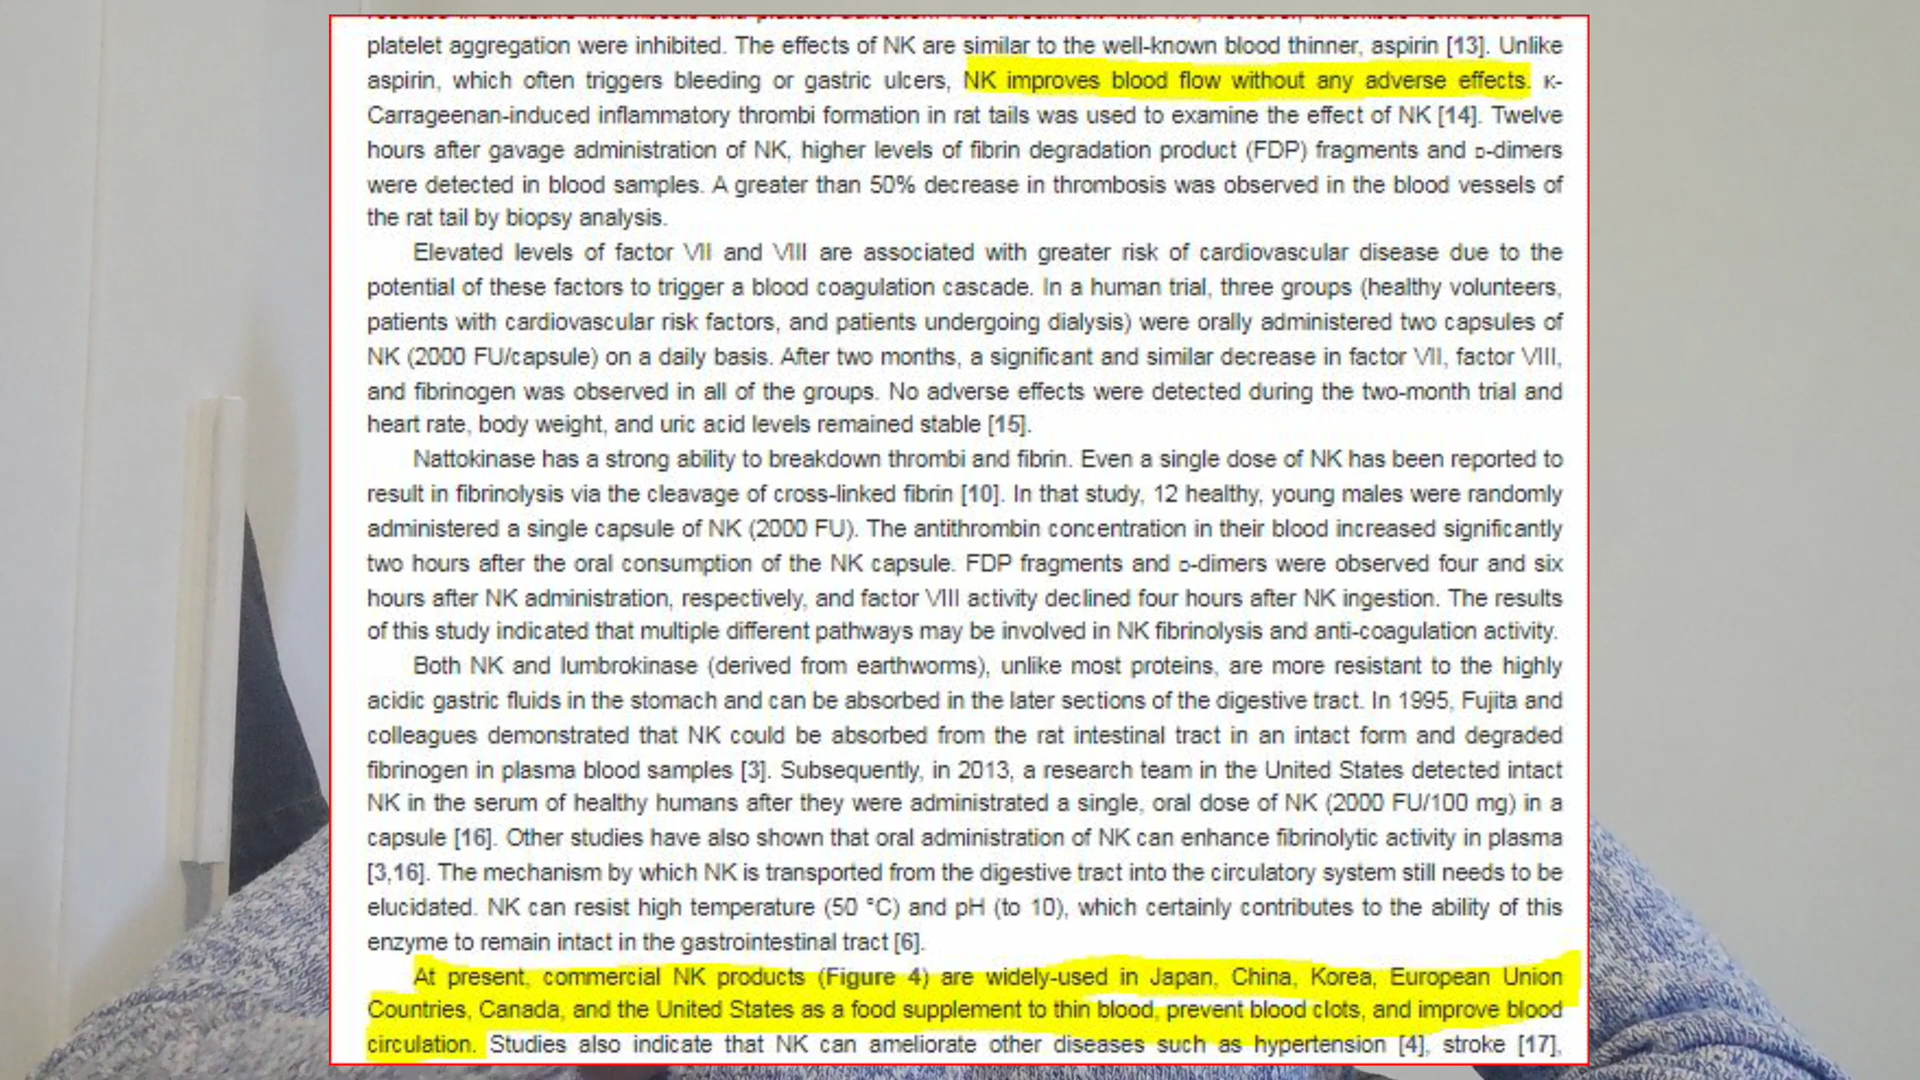 platelet aggregation were inhibited. The effects of NK are similar to the well-known blood thinner, aspirin [13]. Unlike
aspirin, which often triggers bleeding or gastric ulcers, NK improves blood flow without any adverse effects. κ-
Carrageenan-induced inflammatory thrombi formation in rat tails was used to examine the effect of NK [14]. Twelve
hours after gavage administration of NK, higher levels of fibrin degradation product (FDP) fragments and D-dimers
were detected in blood samples. A greater than 50% decrease in thrombosis was observed in the blood vessels of
the rat tail by biopsy analysis.
Elevated levels of factor VII and VIII are associated with greater risk of cardiovascular disease due to the
potential of these factors to trigger a blood coagulation cascade. In a human trial, three groups (healthy volunteers,
patients with cardiovascular risk factors, and patients undergoing dialysis) were orally administered two capsules of
NK (2000 FU/capsule) on a daily basis. After two months, a significant and similar decrease in factor VII, factor VIII,
and fibrinogen was observed in all of the groups. No adverse effects were detected during the two-month trial and
heart rate, body weight, and uric acid levels remained stable [15].
Nattokinase has a strong ability to breakdown thrombi and fibrin. Even a single dose of NK has been reported to
result in fibrinolysis via the cleavage of cross-linked fibrin [10]. In that study, 12 healthy, young males were randomly
administered a single capsule of NK (2000 FU). The antithrombin concentration in their blood increased significantly
two hours after the oral consumption of the NK capsule. FDP fragments and D-dimers were observed four and six
hours after NK administration, respectively, and factor VIII activity declined four hours after NK ingestion. The results
of this study indicated that multiple different pathways may be involved in NK fibrinolysis and anti-coagulation activity.
Both NK and lumbrokinase (derived from earthworms), unlike most proteins, are more resistant to the highly
acidic gastric fluids in the stomach and can be absorbed in the later sections of the digestive tract. In 1995, Fujita and
colleagues demonstrated that NK could be absorbed from the rat intestinal tract in an intact form and degraded
fibrinogen in plasma blood samples [3]. Subsequently, in 2013, a research team in the United States detected intact
NK in the serum of healthy humans after they were administrated a single, oral dose of NK (2000 FU/100 mg) in a
capsule [16]. Other studies have also shown that oral administration of NK can enhance fibrinolytic activity in plasma
[3,16]. The mechanism by which NK is transported from the digestive tract into the circulatory system still needs to be
elucidated. NK can resist high temperature (50 °C) and pH (to 10), which certainly contributes to the ability of this
enzyme to remain intact in the gastrointestinal tract [6].
At present, commercial NK products (Figure 4) are widely-used in Japan, China, Korea, European Union
Countries, Canada, and the United States as a food supplement to thin blood, prevent blood clots, and improve blood
circulation. Studies also indicate that NK can ameliorate other diseases such as hypertension [4], stroke [17],